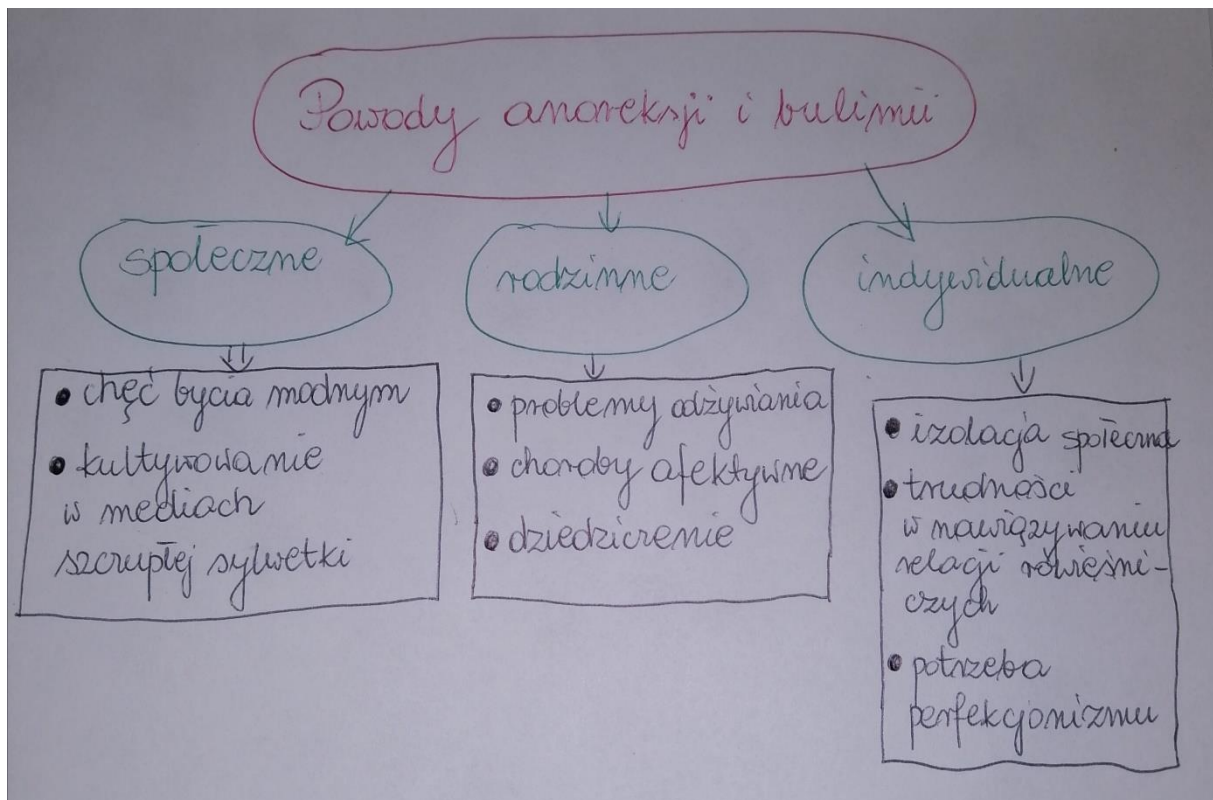 Powody anoreksji i bulimii
społeczne
rodzinne
indywidualne
• chęć bycia modnym
• kultywowanie
w mediach
szczupłej sylwetki
• problemy odżywiania
• choroby afektywne
• dziedziczenie
• izolacja społeczna
• trudności
w nawiązywaniu
relacji rówieśni-
czych
• potrzeba
perfekcjonizmu